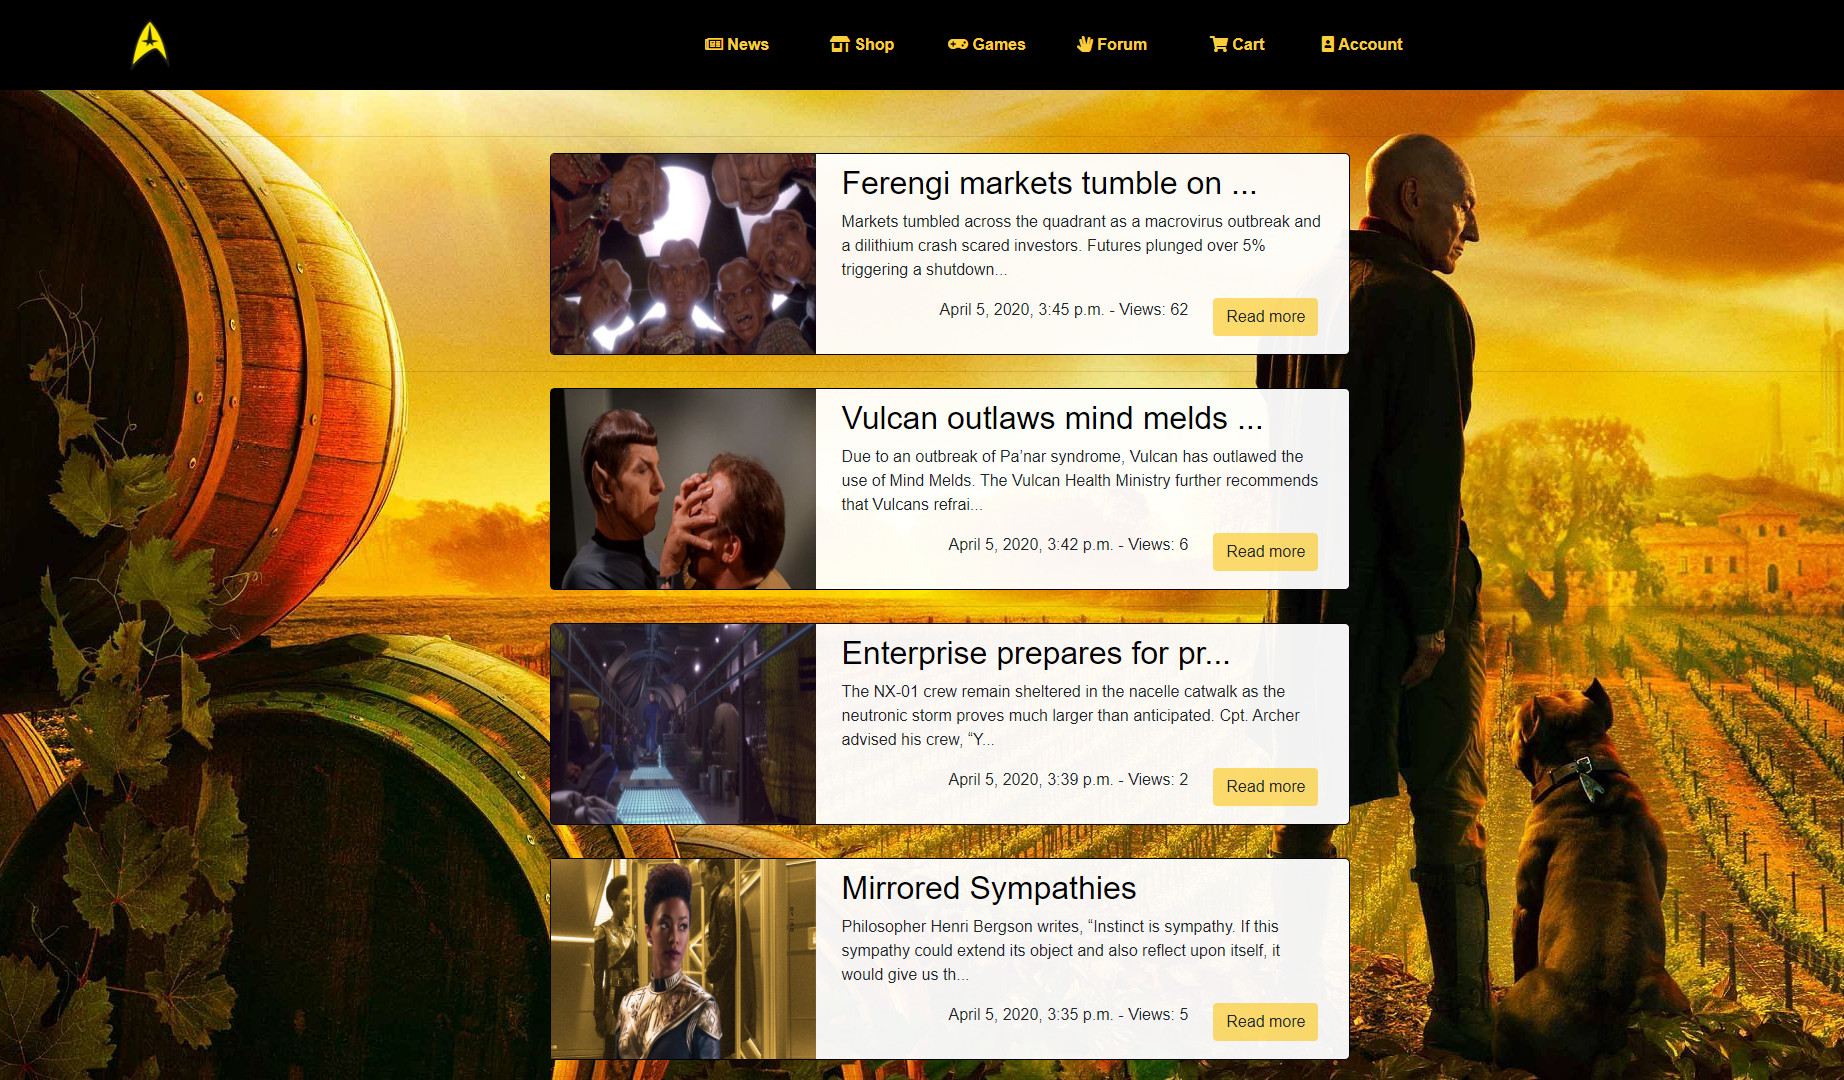 News
Shop
Games
Forum
Cart
Account
Ferengi markets tumble on ...
Markets tumbled across the quadrant as a macrovirus outbreak and
a dilithium crash scared investors. Futures plunged over 5%
triggering a shutdown...
April 5, 2020, 3:45 p.m. - Views: 62
Read more
Vulcan outlaws mind melds ...
Due to an outbreak of Pa’nar syndrome, Vulcan has outlawed the
use of Mind Melds. The Vulcan Health Ministry further recommends
that Vulcans refrai...
April 5, 2020, 3:42 p.m. - Views: 6
Read more
Enterprise prepares for pr...
The NX-01 crew remain sheltered in the nacelle catwalk as the
neutronic storm proves much larger than anticipated. Cpt. Archer
advised his crew, “Y...
April 5, 2020, 3:39 p.m. - Views: 2
Read more
Mirrored Sympathies
Philosopher Henri Bergson writes, “Instinct is sympathy. If this
sympathy could extend its object and also reflect upon itself, it
would give us th...
April 5, 2020, 3:35 p.m. - Views: 5
Read more